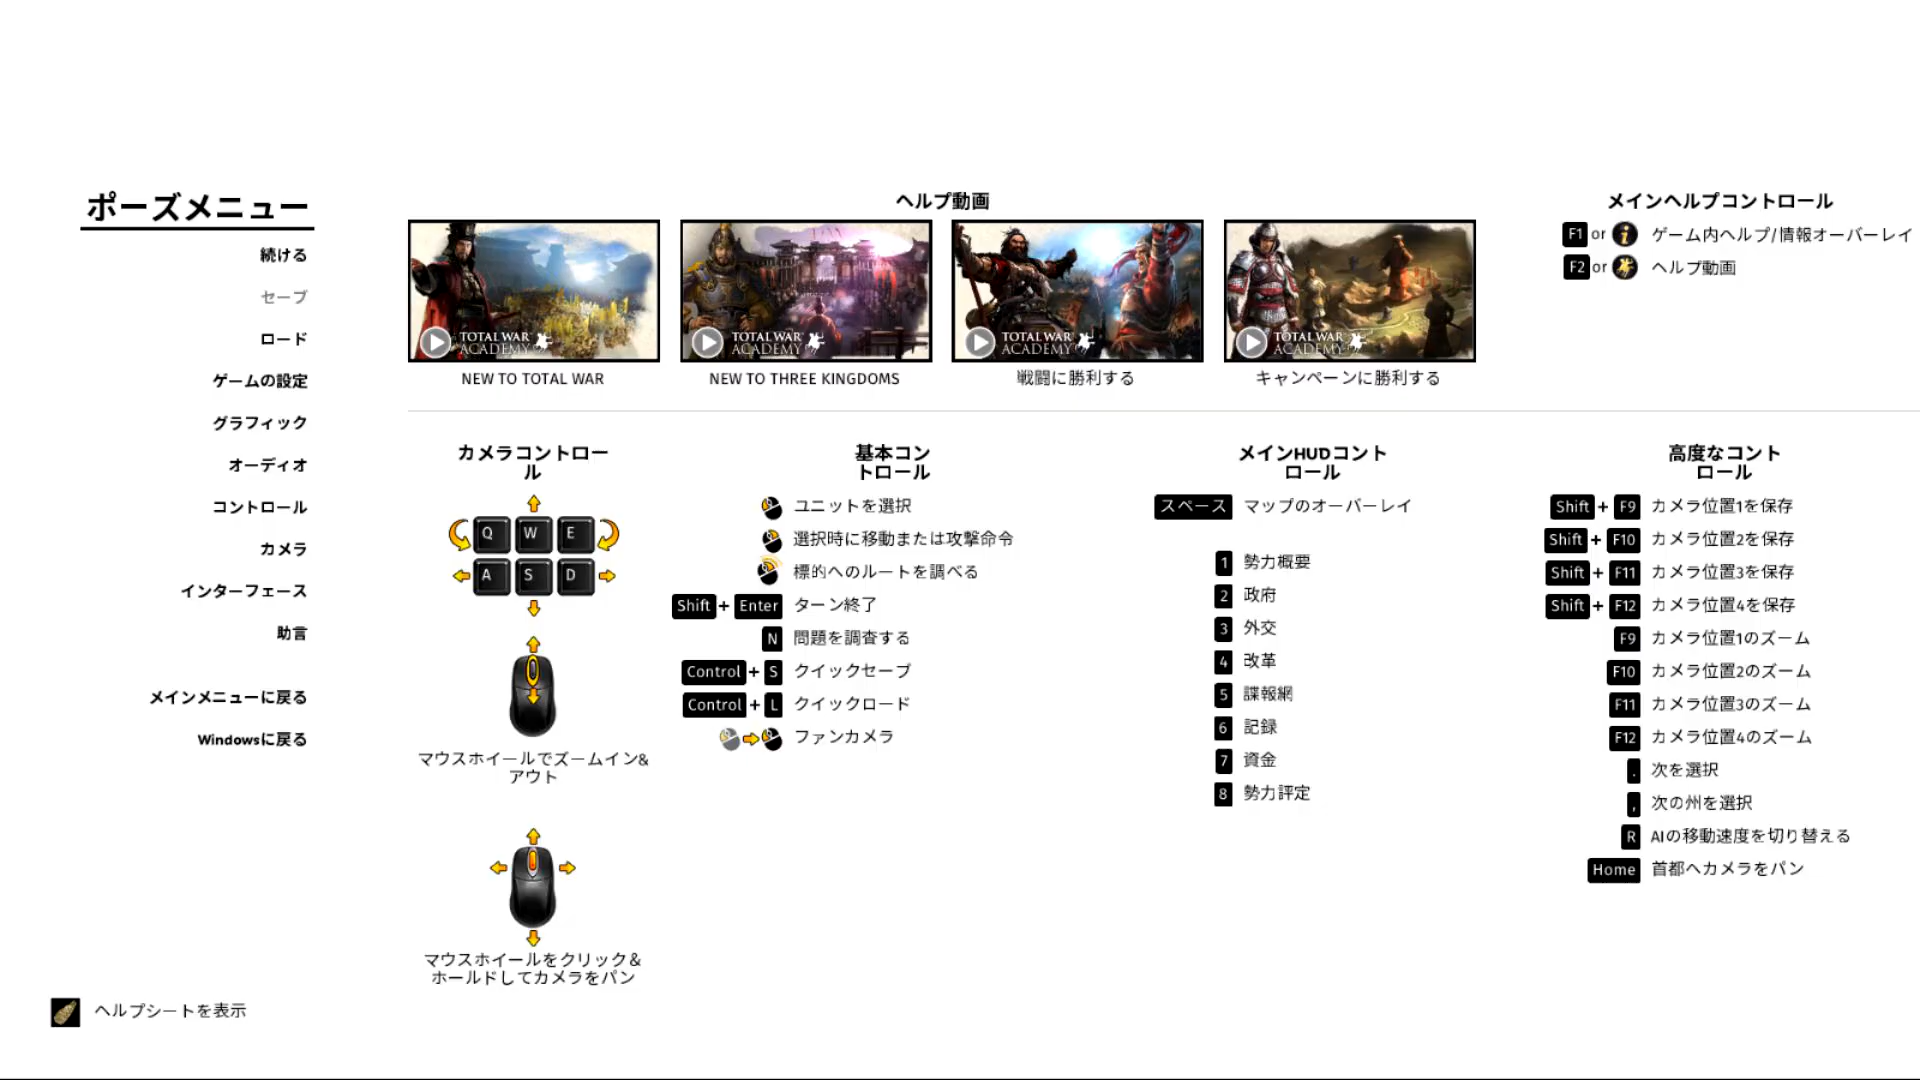 ポーズメニュー
続ける
セーブ
ロード
ゲームの設定
グラフィック
オーディオ
コントロール
カメラ
インターフェース
助言
メインメニューに戻る
Windowsに戻る
ヘルプシートを表示
ヘルプ動画
TOTAL WAR
ACADEMY
NEW TO TOTAL WAR
TOTAL WAR
ACADEMY
NEW TO THREE KINGDOMS
TOTAL WAR
ACADEMY
戦闘に勝利する
TOTAL WAR
ACADEMY
キャンペーンに勝利する
メインヘルプコントロール
F1 or ゲーム内ヘルプ/情報オーバーレイ
F2 or ヘルプ動画
カメラコントロー
ル
Q W E
A S D
マウスホイールでズームイン&
アウト
マウスホイールをクリック&
ホールドしてカメラをパン
基本コン
トロール
ユニットを選択
選択時に移動または攻撃命令
標的へのルートを調べる
Shift + Enter ターン終了
N 問題を調査する
Control + S クイックセーブ
Control + L クイックロード
ファンカメラ
メインHUDコント
ロール
スペース マップのオーバーレイ
1 勢力概要
2 政府
3 外交
4 改革
5 諜報網
6 記録
7 資金
8 勢力評定
高度なコント
ロール
Shift + F9 カメラ位置1を保存
Shift + F10 カメラ位置2を保存
Shift + F11 カメラ位置3を保存
Shift + F12 カメラ位置4を保存
F9 カメラ位置1のズーム
F10 カメラ位置2のズーム
F11 カメラ位置3のズーム
F12 カメラ位置4のズーム
. 次を選択
, 次の州を選択
R AIの移動速度を切り替える
Home 首都へカメラをパン